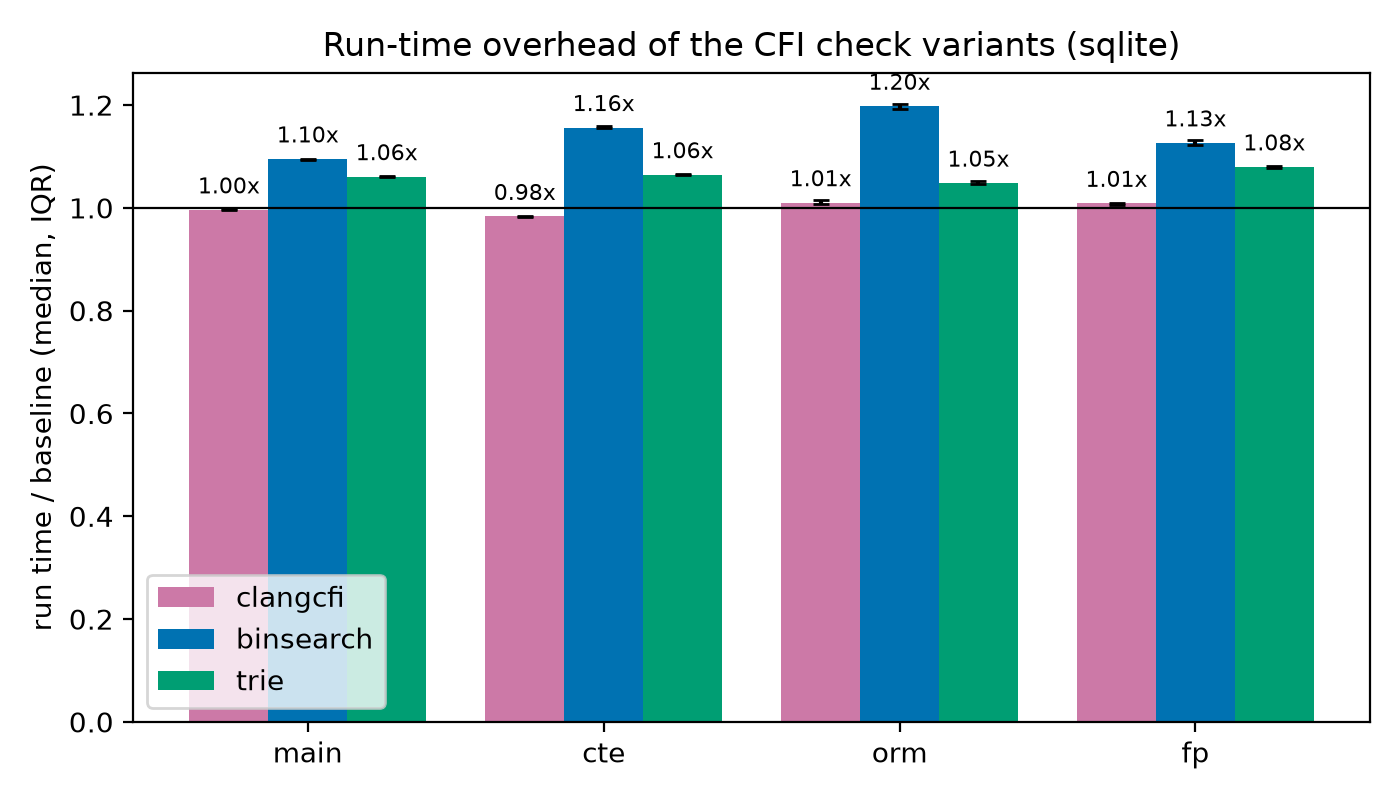 Run-time overhead of the CFI check variants (sqlite)
run time / baseline (median, IQR)
1.2
1.0
0.8
0.6
0.4
0.2
0.0
1.00x
1.10x
1.06x
0.98x
1.16x
1.06x
1.01x
1.20x
1.05x
1.01x
1.13x
1.08x
clangcfi
binsearch
trie
main
cte
orm
fp